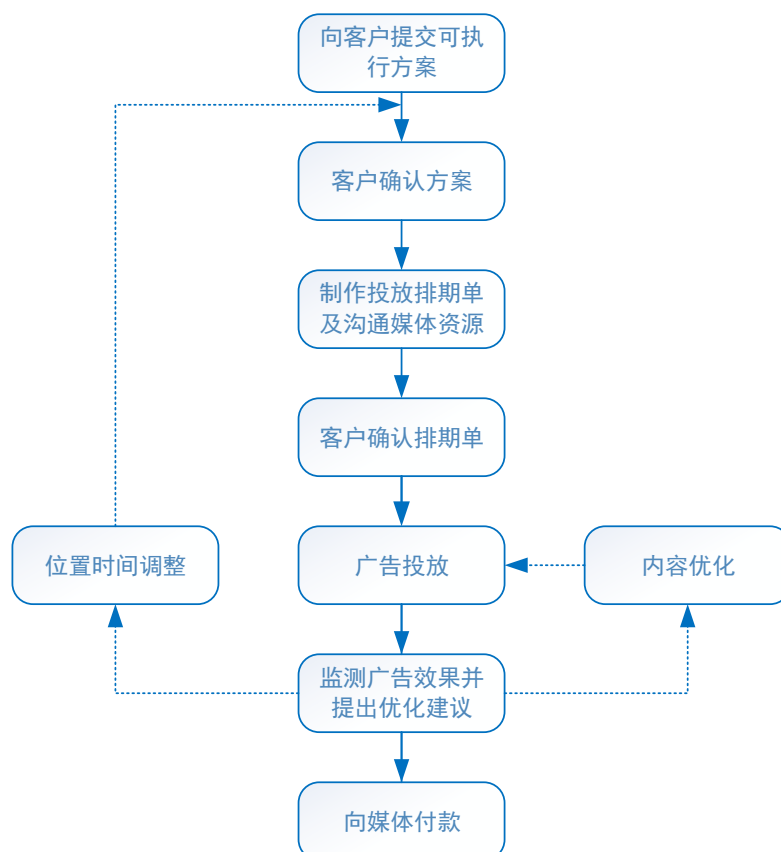 向客户提交可执
行方案
客户确认方案
制作投放排期单
及沟通媒体资源
客户确认排期单
位置时间调整
广告投放
内容优化
监测广告效果并
提出优化建议
向媒体付款